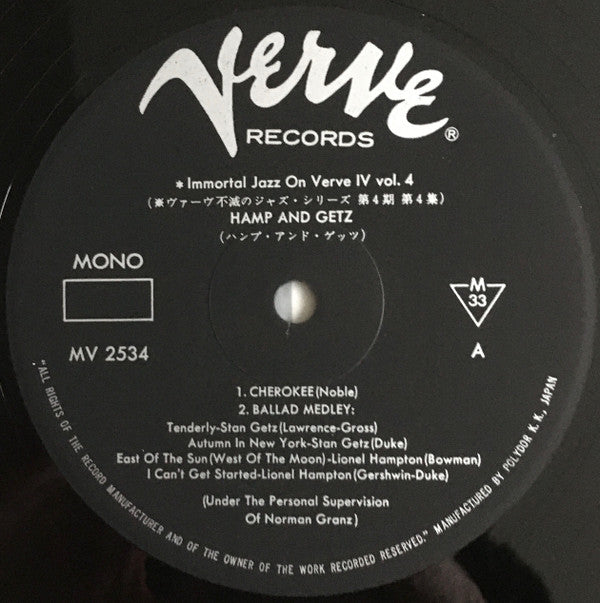 Verve
RECORDS ®
*Immortal Jazz On Verve IV vol. 4
(※ヴァーヴ不滅のジャズ・シリーズ 第4期 第4集)
HAMP AND GETZ
(ハンプ・アンド・ゲッツ)
MONO
M
33
MV 2534
A
1. CHEROKEE (Noble)
2. BALLAD MEDLEY:
Tenderly-Stan Getz (Lawrence-Gross)
Autumn In New York-Stan Getz (Duke)
East Of The Sun (West Of The Moon)-Lionel Hampton (Bowman)
I Can't Get Started-Lionel Hampton (Gershwin-Duke)
(Under The Personal Supervision
Of Norman Granz)
"ALL RIGHTS OF THE RECORD MANUFACTURER AND OF THE OWNER OF THE WORK RECORDED RESERVED." MANUFACTURED BY POLYDOR K. K., JAPAN